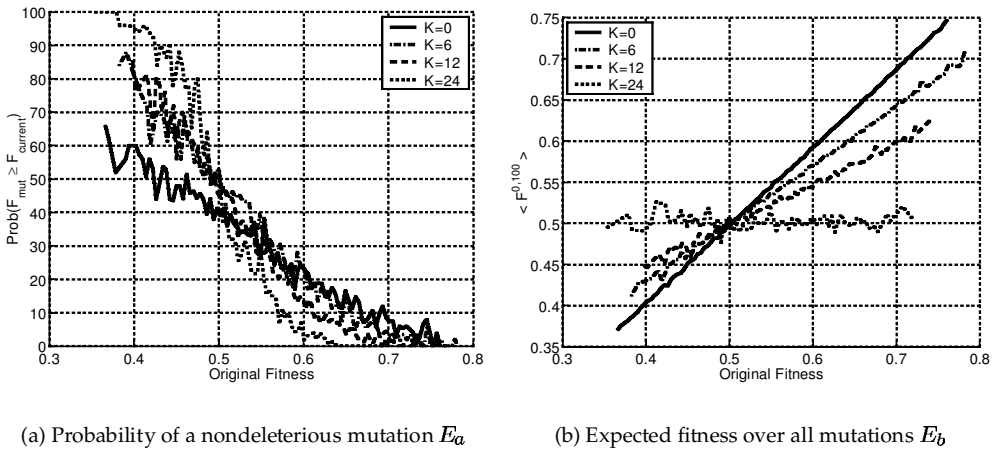 100
90
80
70
60
50
40
30
20
10
0
Prob(F_mut ≥ F_current)
0.3 0.4 0.5 0.6 0.7 0.8
Original Fitness
K=0
K=6
K=12
K=24
(a) Probability of a nondeleterious mutation E_a
0.75
0.7
0.65
0.6
0.55
0.5
0.45
0.4
0.35
< F^0.100 >
0.3 0.4 0.5 0.6 0.7 0.8
Original Fitness
K=0
K=6
K=12
K=24
(b) Expected fitness over all mutations E_b